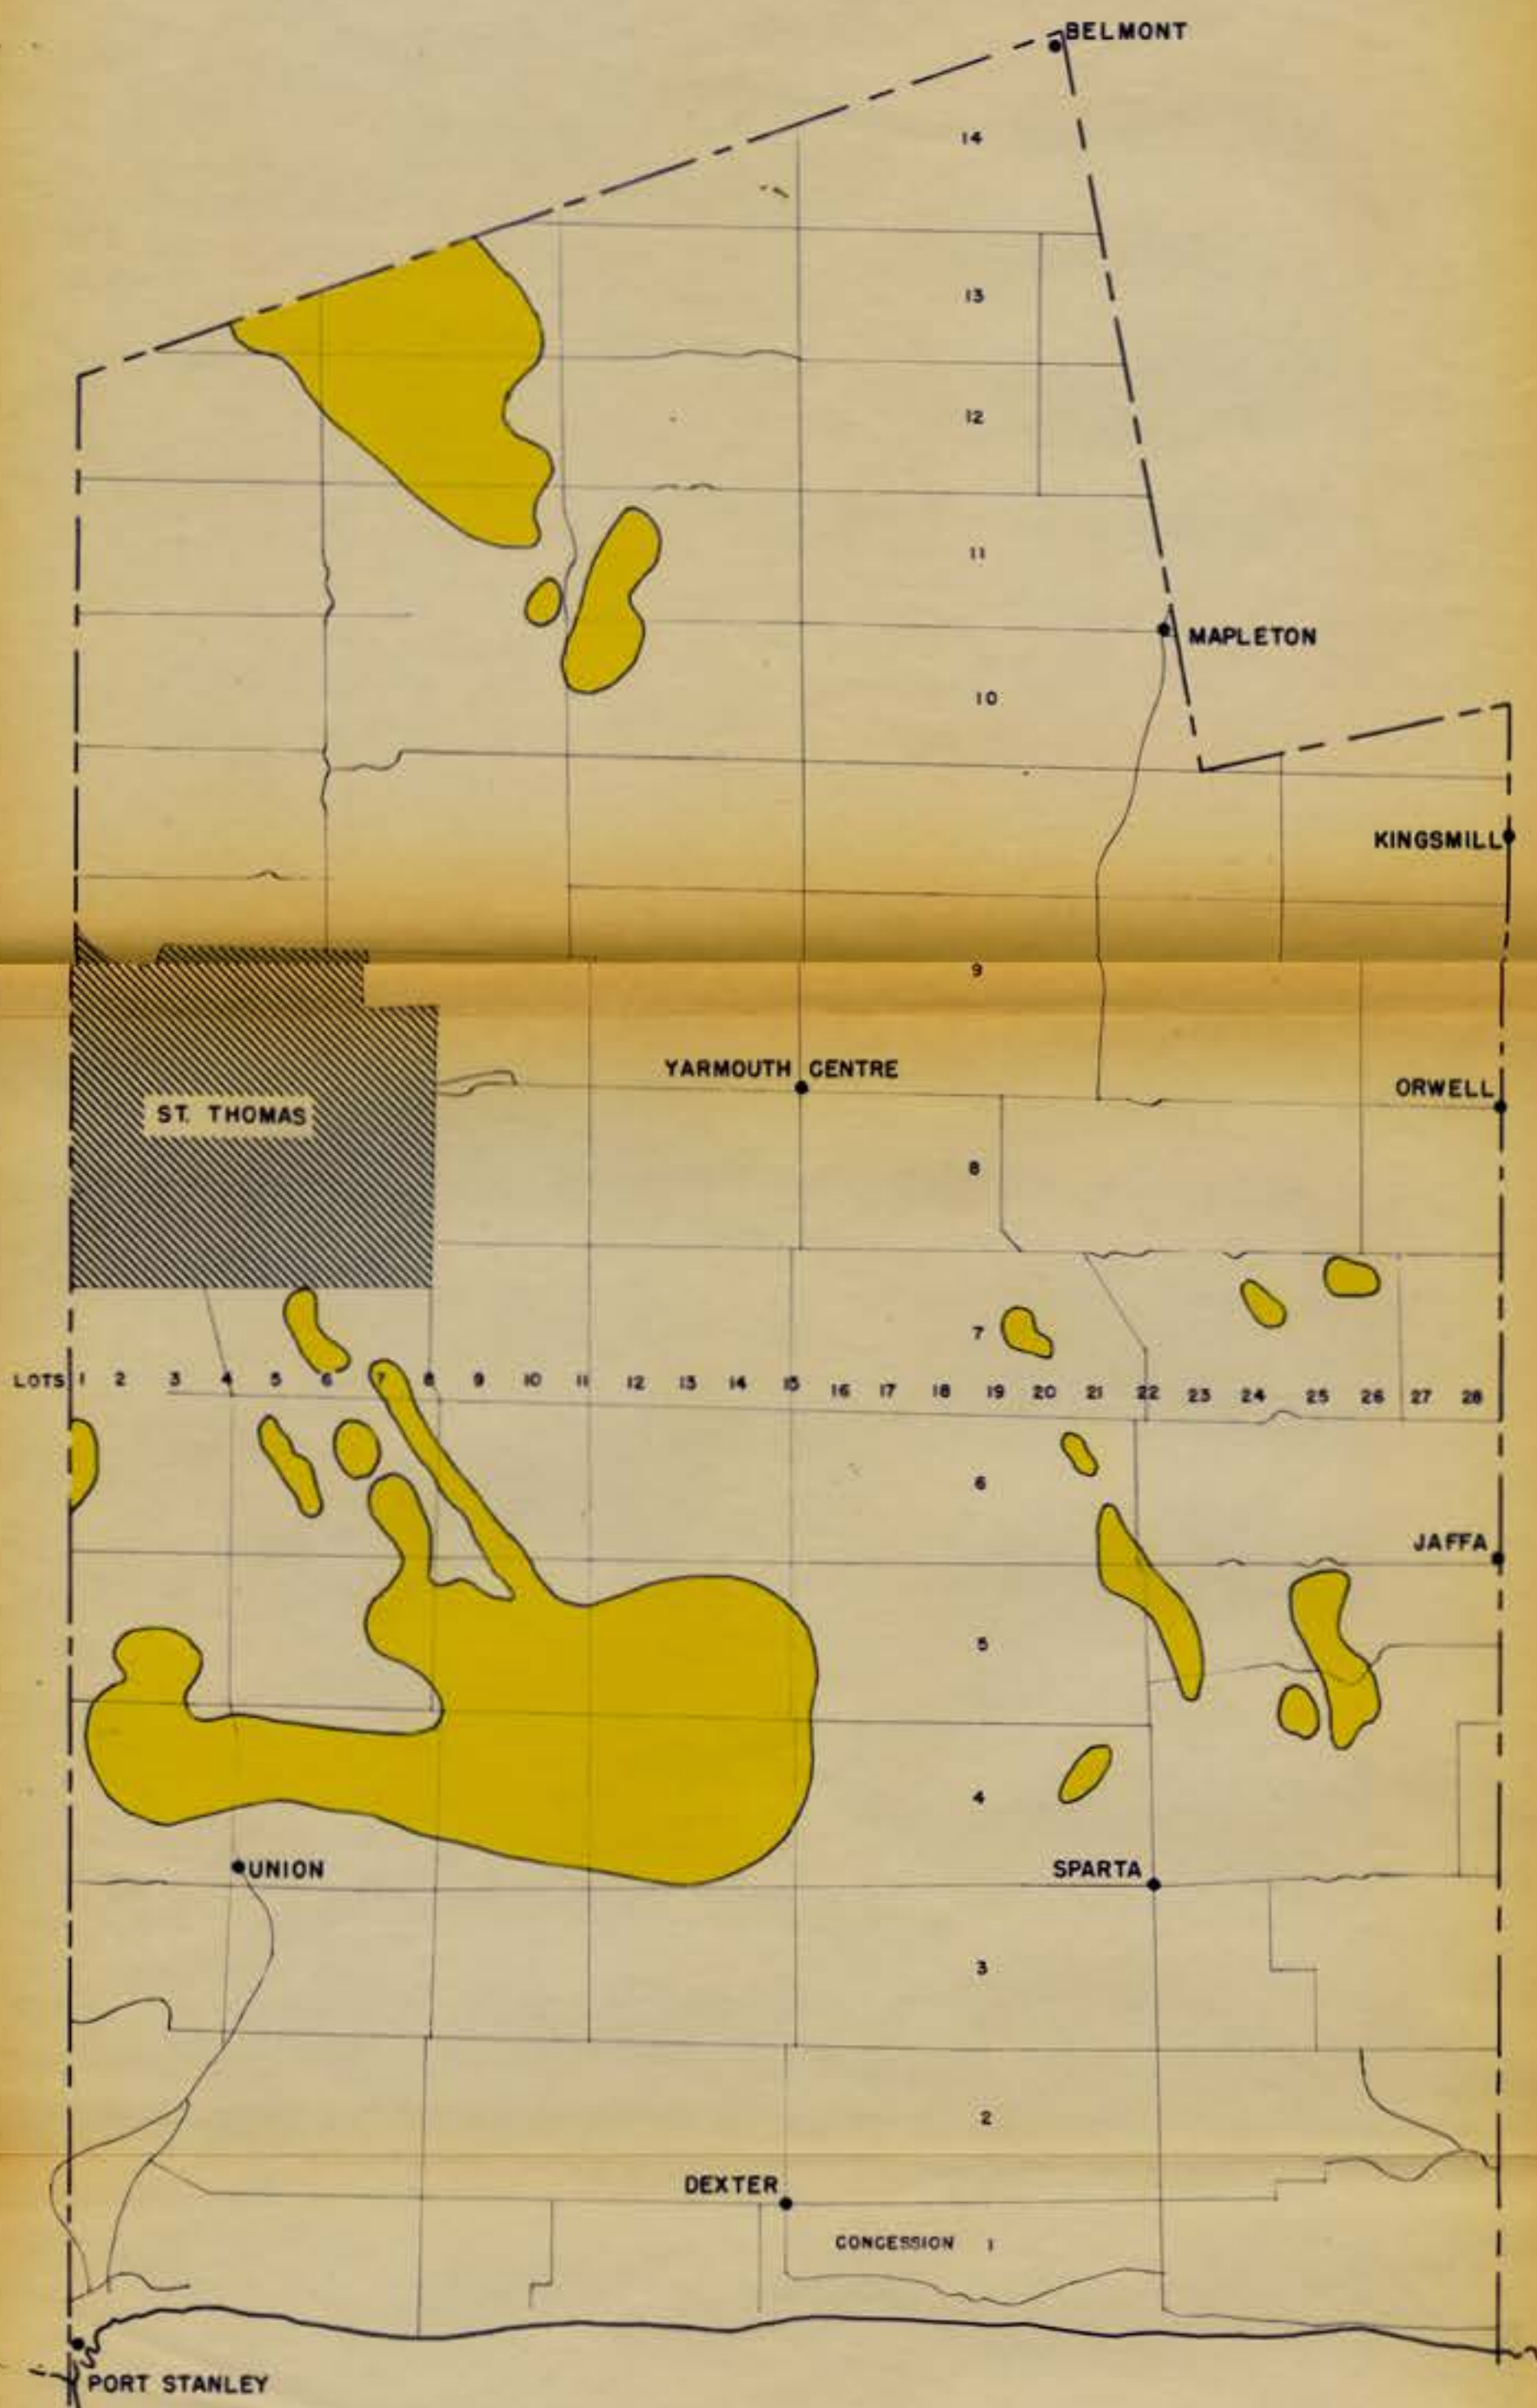 BELMONT
14
13
12
11
MAPLETON
10
KINGSMILL
9
YARMOUTH CENTRE
ORWELL
ST. THOMAS
8
7
LOTS 1 2 3 4 5 6 7 8 9 10 11 12 13 14 15 16 17 18 19 20 21 22 23 24 25 26 27 28
6
JAFFA
5
4
UNION
SPARTA
3
2
DEXTER
CONCESSION 1
PORT STANLEY